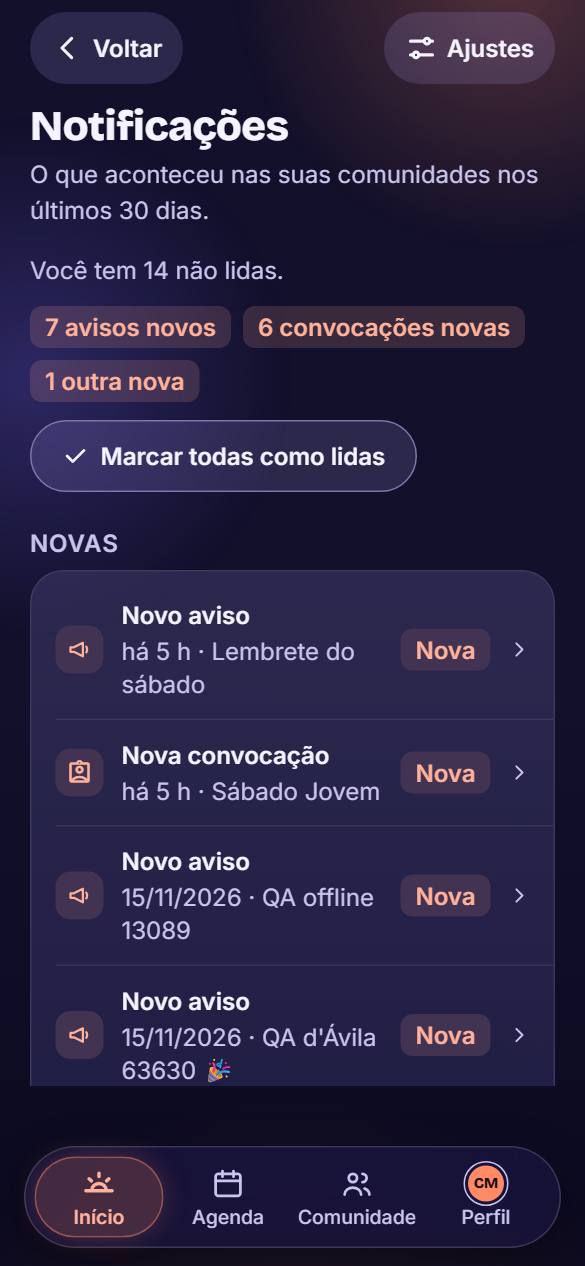 Voltar
Ajustes
Notificações
O que aconteceu nas suas comunidades nos
últimos 30 dias.
Você tem 14 não lidas.
7 avisos novos
6 convocações novas
1 outra nova
Marcar todas como lidas
NOVAS
Novo aviso
há 5 h · Lembrete do
sábado
Nova
Nova convocação
há 5 h · Sábado Jovem
Nova
Novo aviso
15/11/2026 · QA offline
13089
Nova
Novo aviso
15/11/2026 · QA d'Ávila
63630 🎉
Nova
Início
Agenda
Comunidade
CM
Perfil